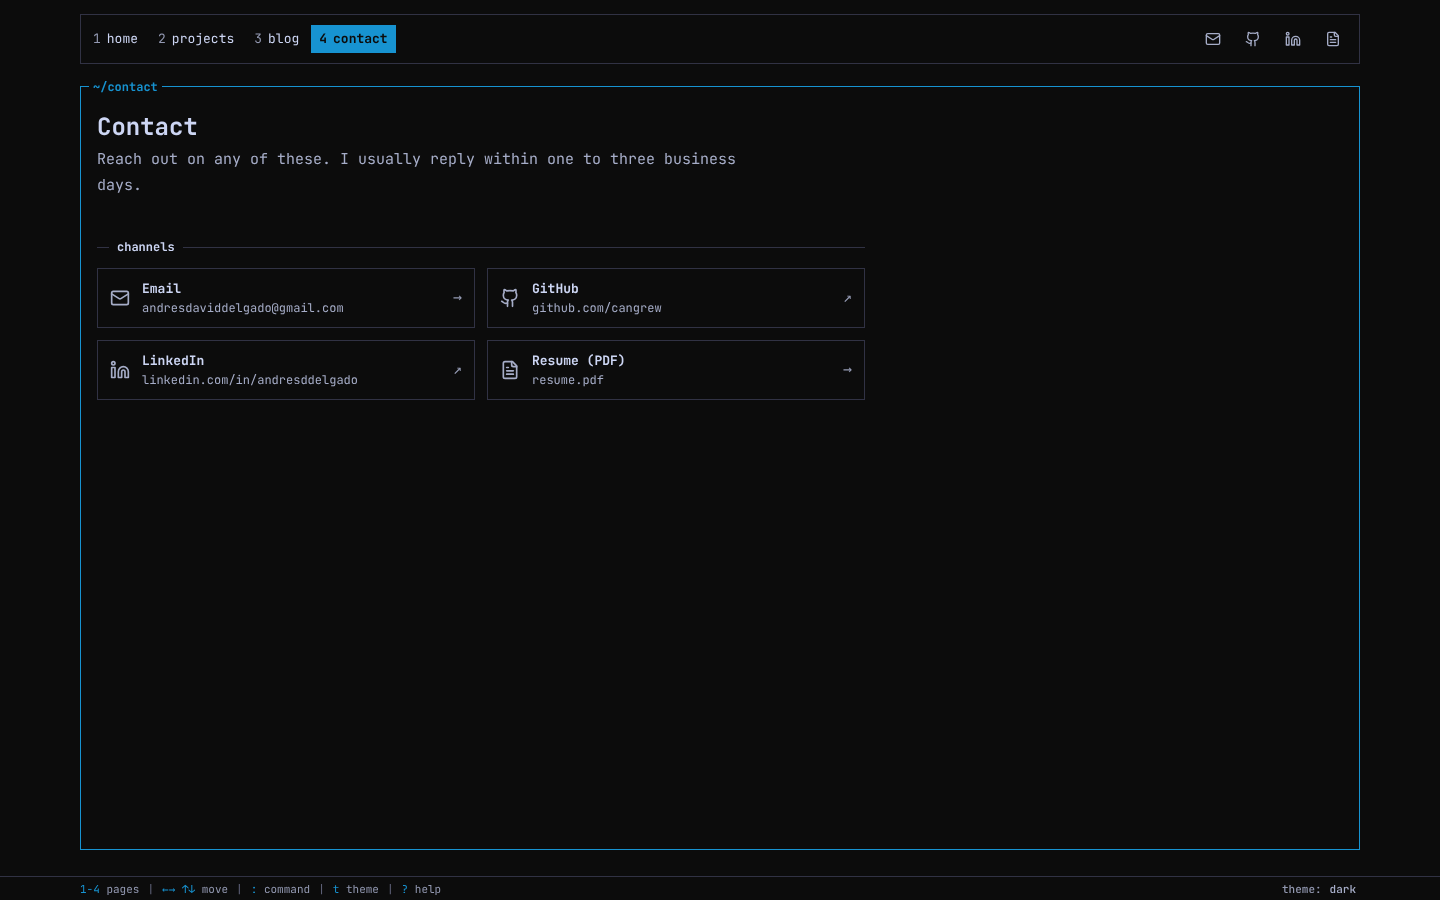 1 home 2 projects 3 blog 4 contact
~/contact
Contact
Reach out on any of these. I usually reply within one to three business
days.
channels
Email
andresdaviddelgado@gmail.com →
GitHub
github.com/cangrew ↗
LinkedIn
linkedin.com/in/andresddelgado ↗
Resume (PDF)
resume.pdf →
1-4 pages | ←→ ↑↓ move | : command | t theme | ? help
theme: dark